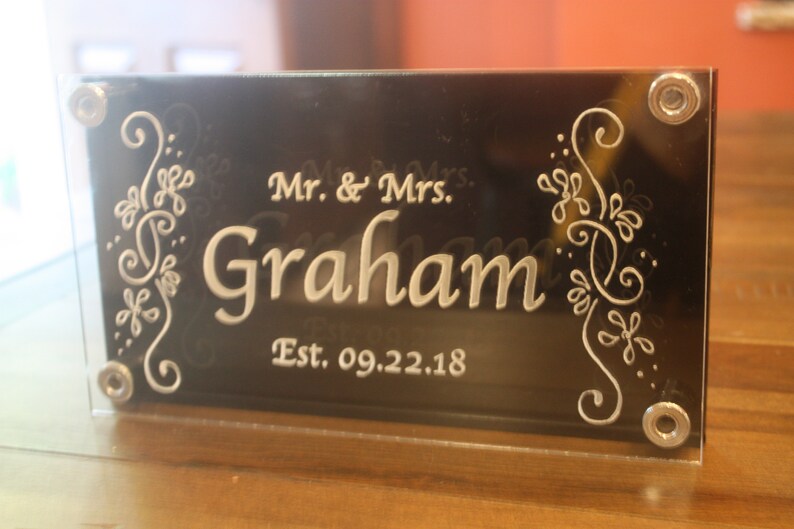 Mr. & Mrs.
Graham
Est. 09.22.18